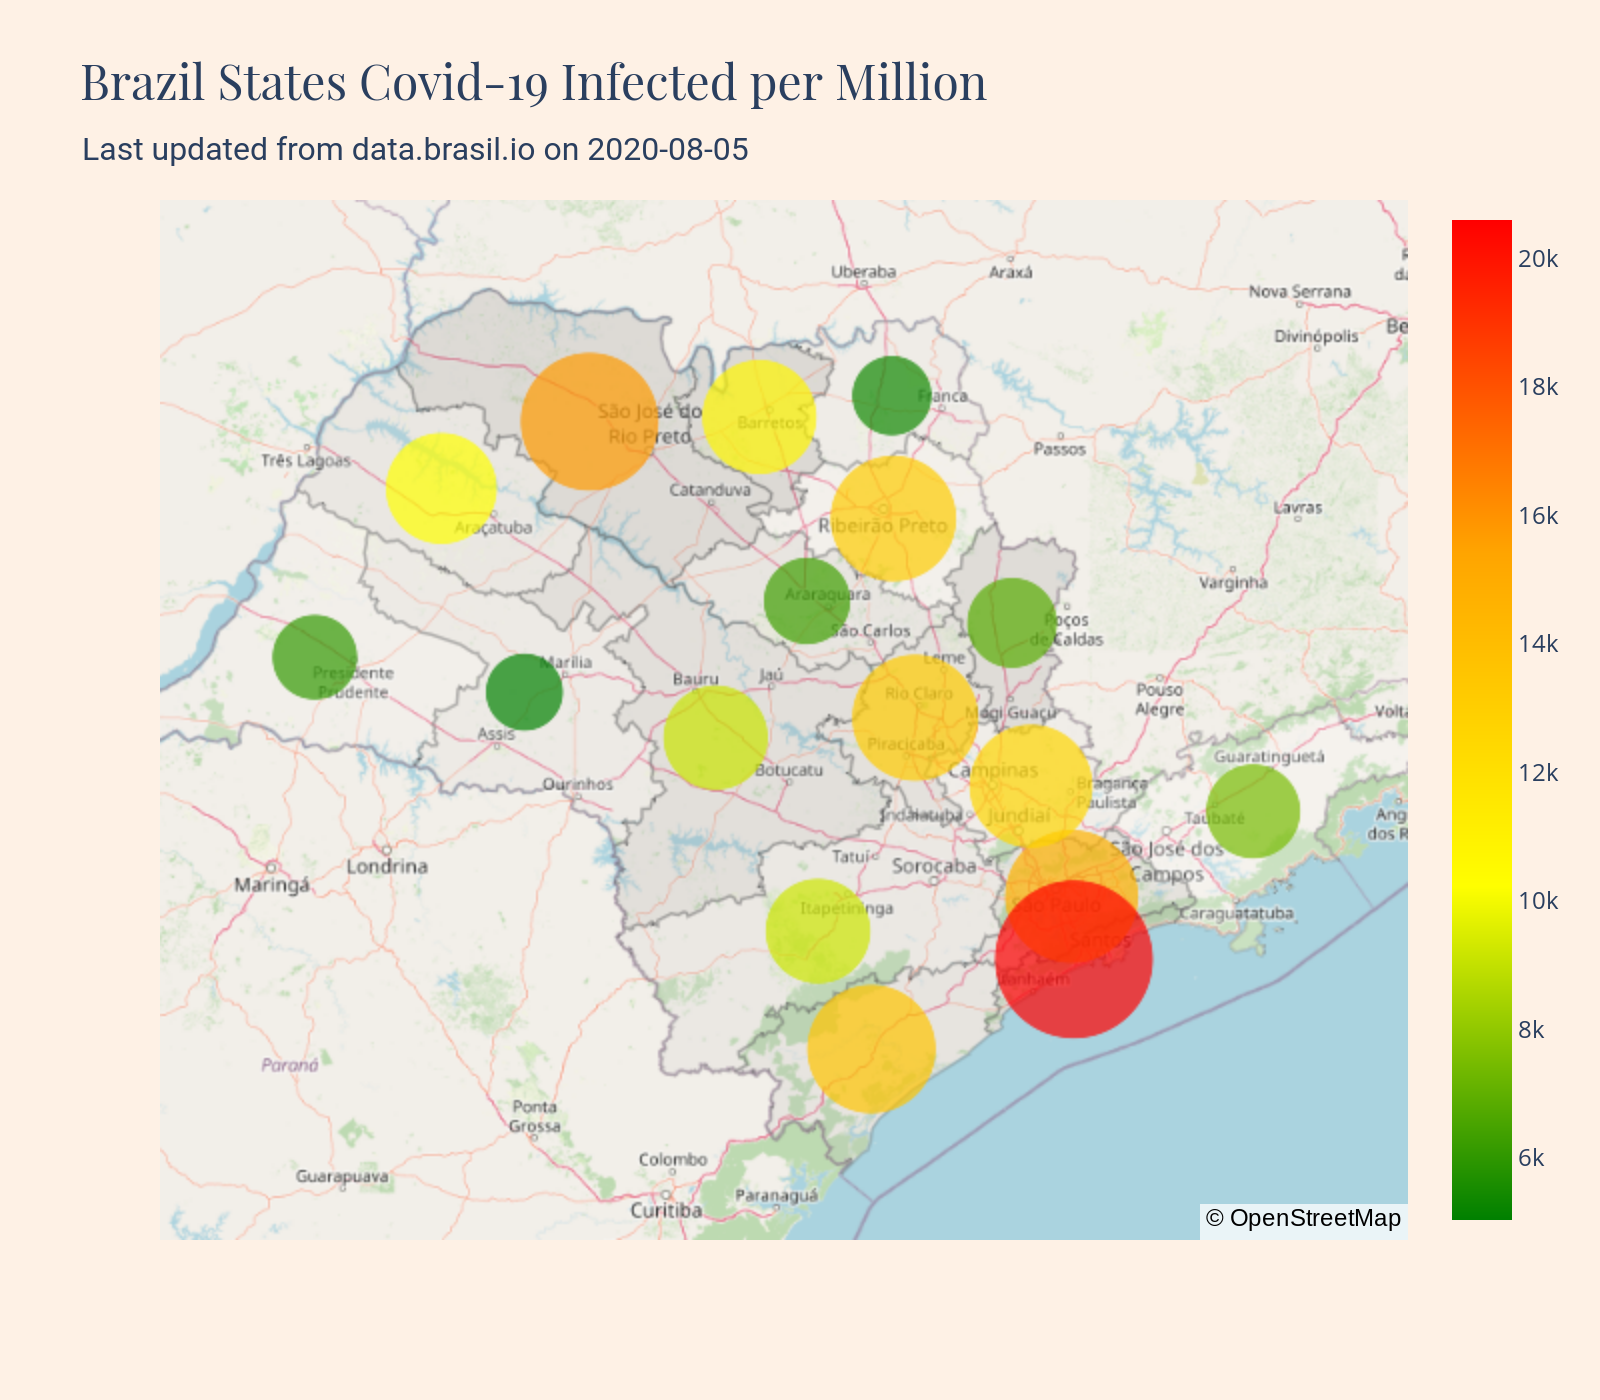 Brazil States Covid-19 Infected per Million
Last updated from data.brasil.io on 2020-08-05
Uberaba
Araxá
Nova Serrana
Divinópolis
Be
20k
18k
16k
14k
12k
10k
8k
6k
Franca
São José do
Rio Preto
Barretos
Passos
Três Lagoas
Catanduva
Araçatuba
Ribeirão Preto
Lavras
Varginha
Araraquara
São Carlos
Poços
de Caldas
Leme
Marília
Presidente
Prudente
Bauru
Jaú
Rio Claro
Mogi Guaçu
Pouso
Alegre
Volta
Assis
Piracicaba
Guaratinguetá
Campinas
Botucatu
Ourinhos
Bragança
Paulista
Indaiatuba
Jundiaí
Taubaté
Ang
dos R
Londrina
Maringá
Tatuí
Sorocaba
São José dos
Campos
Itapetininga
São Paulo
Caraguatatuba
Santos
Itanhaém
Paraná
Ponta
Grossa
Guarapuava
Colombo
Curitiba
Paranaguá
© OpenStreetMap